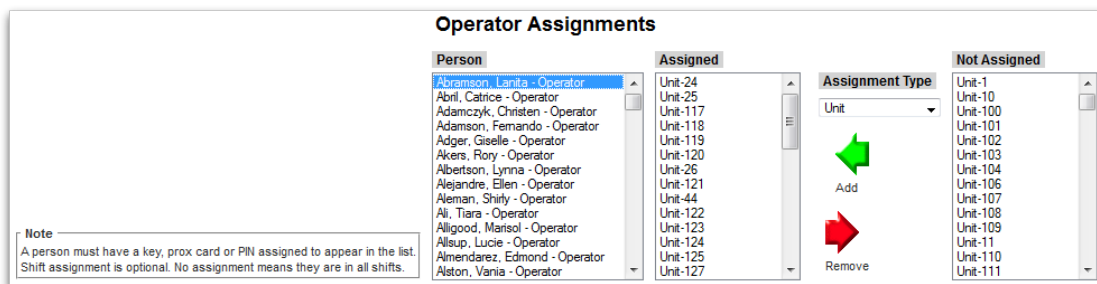 Operator Assignments
Person
Abramson, Lanita - Operator
Abril, Catrice - Operator
Adamczyk, Christen - Operator
Adamson, Fernando - Operator
Adger, Giselle - Operator
Akers, Rory - Operator
Albertson, Lynna - Operator
Alejandre, Ellen - Operator
Aleman, Shirly - Operator
Ali, Tiara - Operator
Alligood, Marisol - Operator
Allsup, Lucie - Operator
Almendarez, Edmond - Operator
Alston, Vania - Operator
Assigned
Unit-24
Unit-25
Unit-117
Unit-118
Unit-119
Unit-120
Unit-26
Unit-121
Unit-44
Unit-122
Unit-123
Unit-124
Unit-125
Unit-127
Assignment Type
Unit
Add
Remove
Not Assigned
Unit-1
Unit-10
Unit-100
Unit-101
Unit-102
Unit-103
Unit-104
Unit-106
Unit-107
Unit-108
Unit-109
Unit-11
Unit-110
Unit-111
Note
A person must have a key, prox card or PIN assigned to appear in the list.
Shift assignment is optional. No assignment means they are in all shifts.